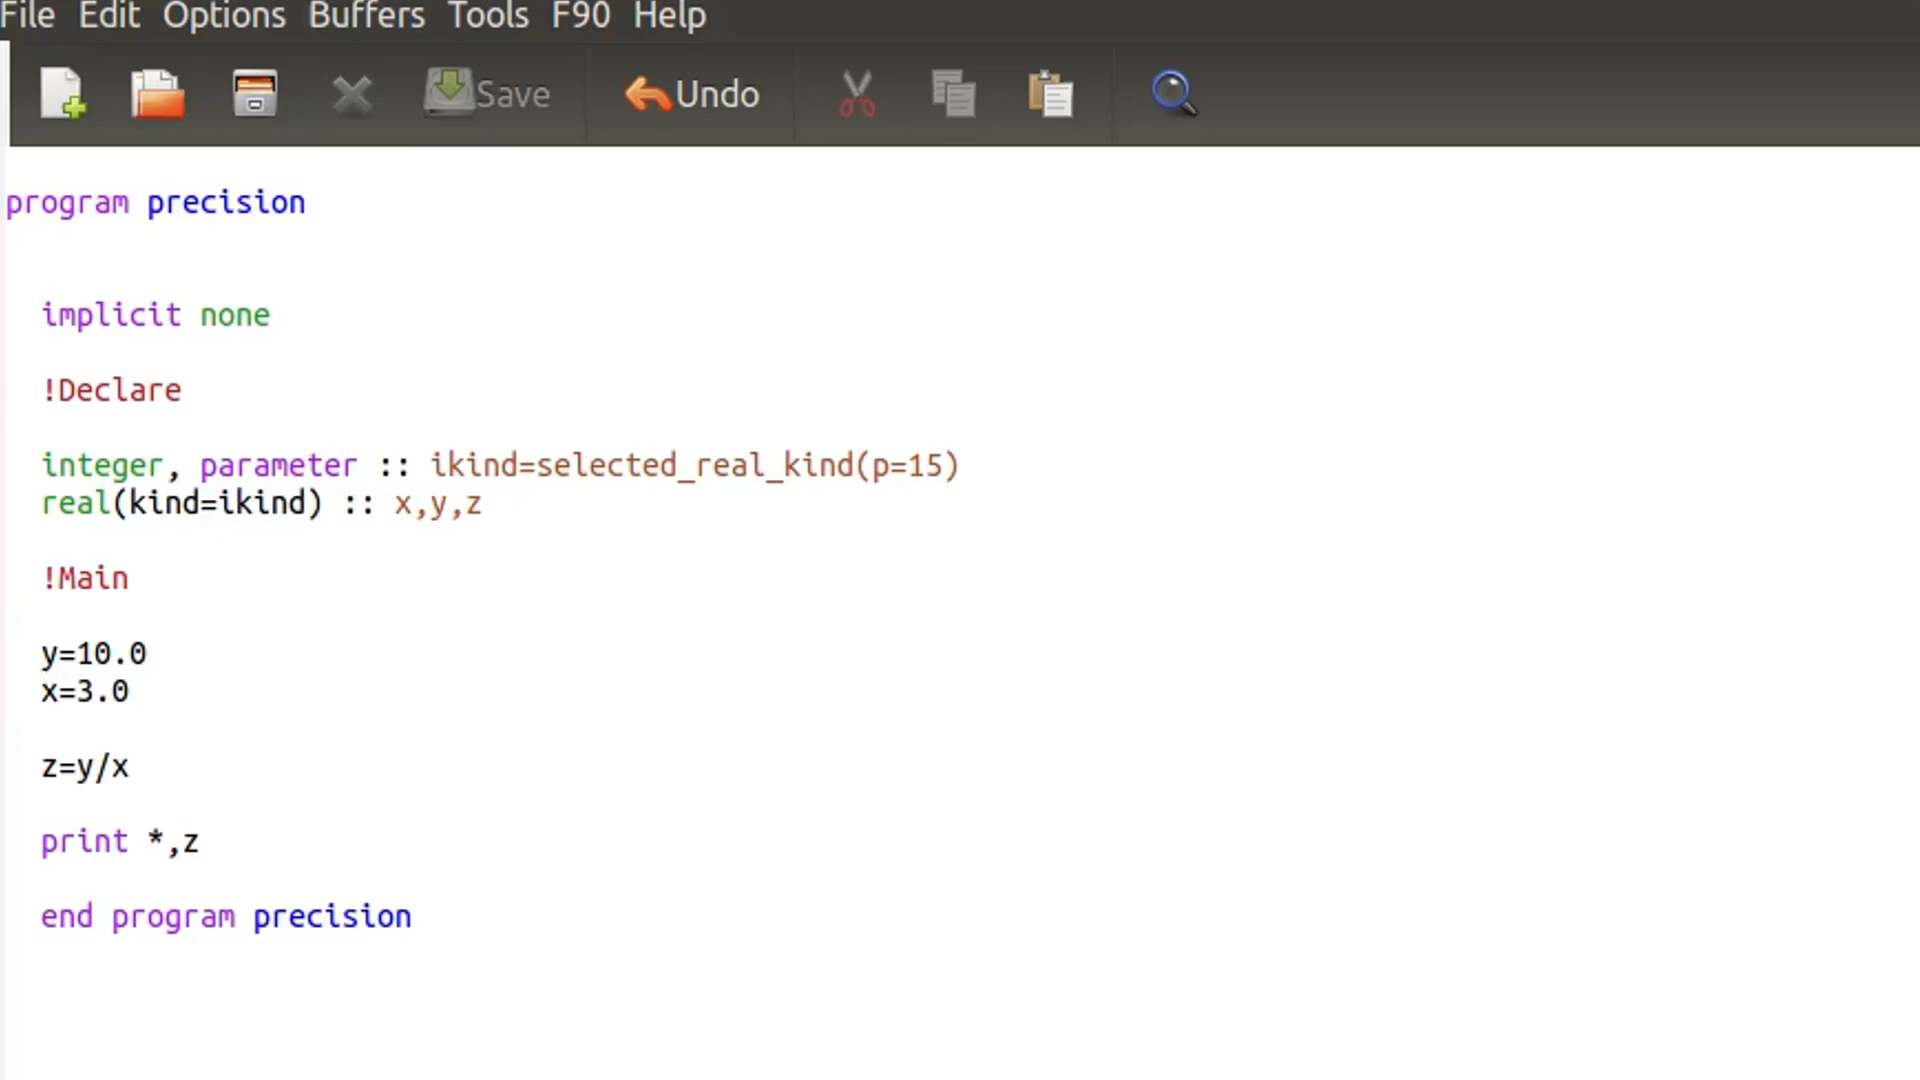 File Edit Options Buffers Tools F90 Help
Save Undo
program precision
implicit none
!Declare
integer, parameter :: ikind=selected_real_kind(p=15)
real(kind=ikind) :: x,y,z
!Main
y=10.0
x=3.0
z=y/x
print *,z
end program precision